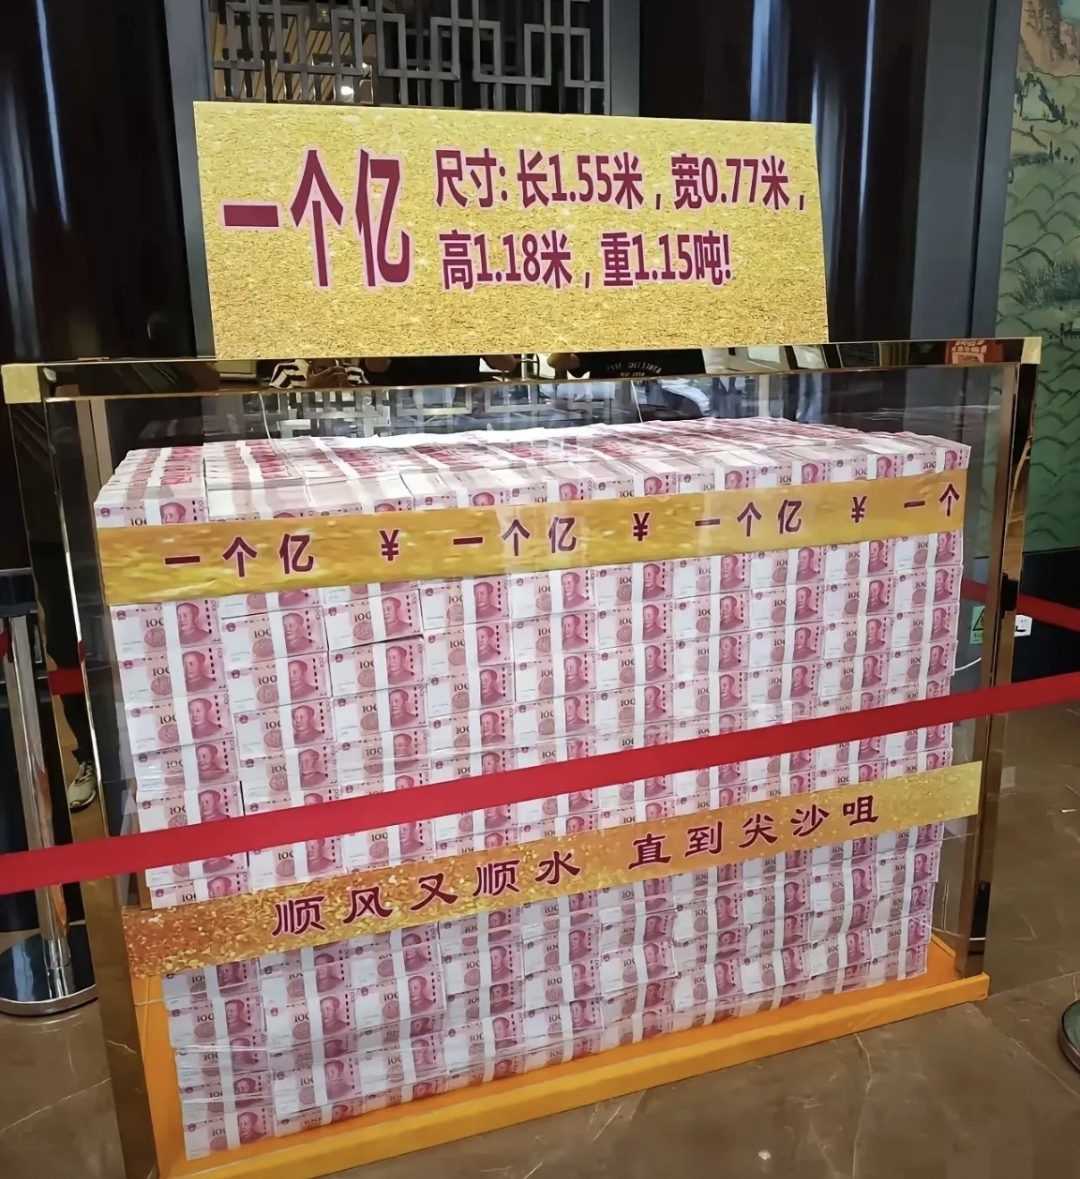 一个亿
尺寸: 长1.55米，宽0.77米，
高1.18米，重1.15吨!
一个亿 ¥ 一个亿 ¥ 一个亿 ¥ 一个
顺风又顺水 直到尖沙咀
100